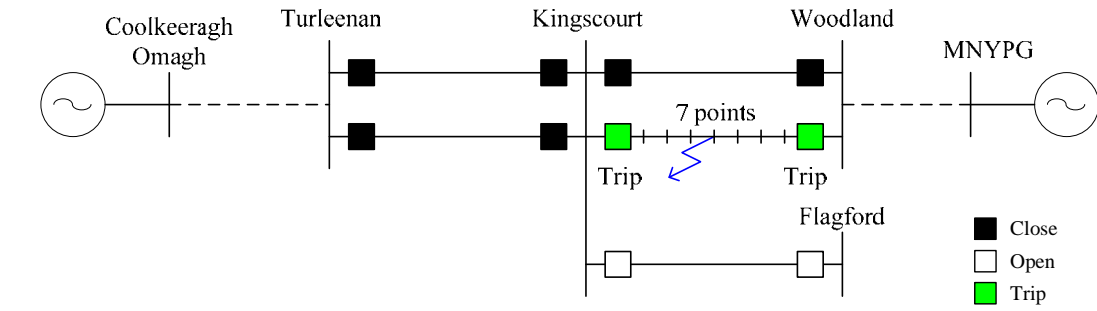 Coolkeeragh
Omagh
Turleenan
Kingscourt
Woodland
MNYPG
7 points
Trip
Trip
Flagford
Close
Open
Trip